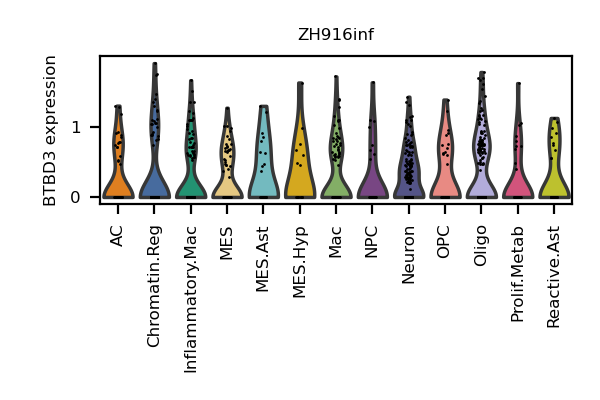 ZH916inf
BTBD3 expression
1
0
AC
Chromatin.Reg
Inflammatory.Mac
MES
MES.Ast
MES.Hyp
Mac
NPC
Neuron
OPC
Oligo
Prolif.Metab
Reactive.Ast